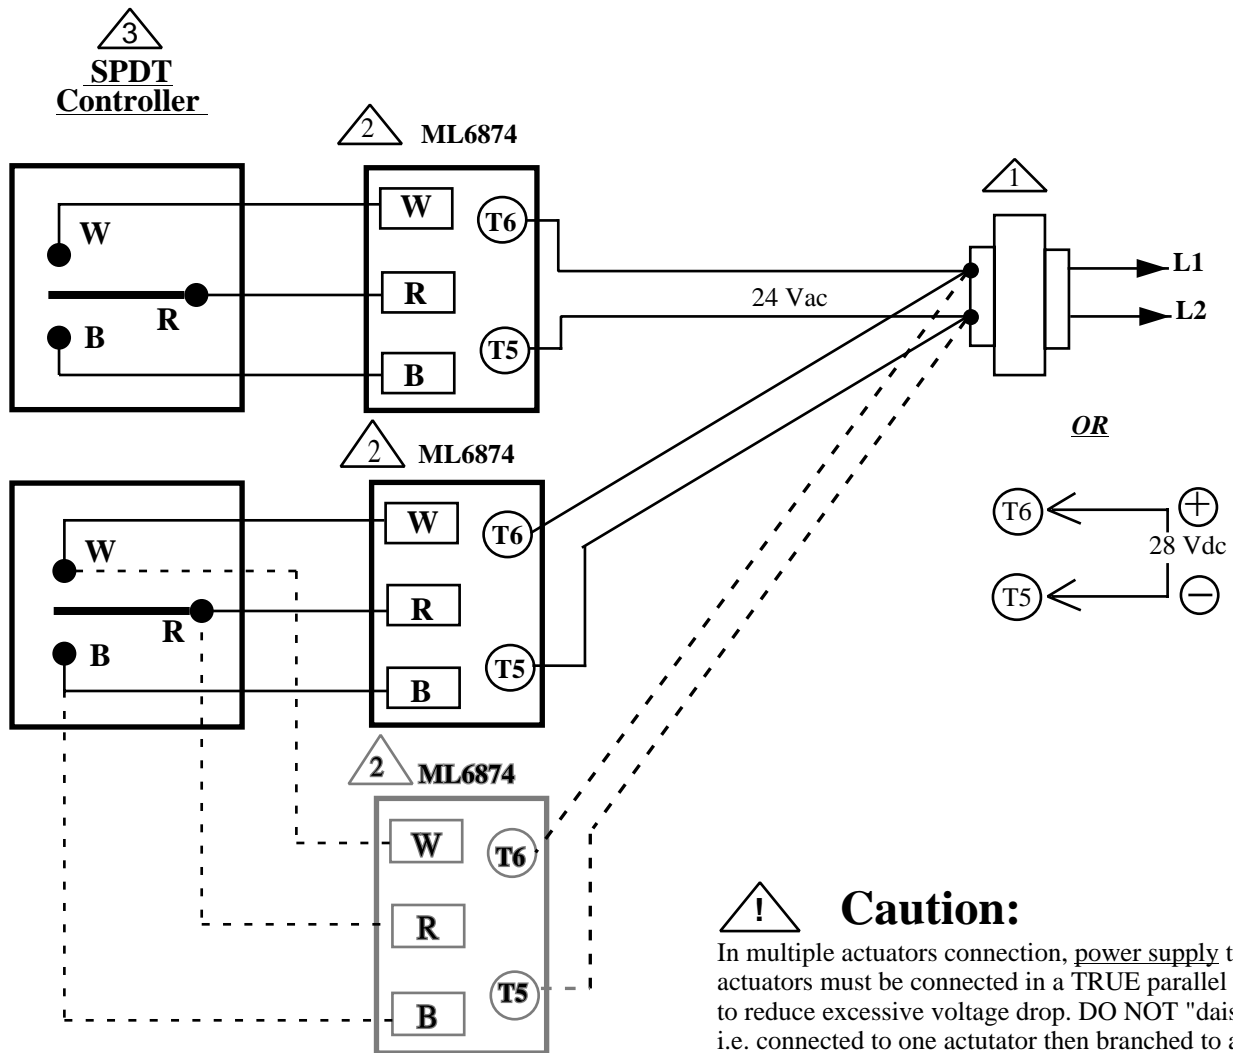 3
SPDT
Controller
2 ML6874
1
W
W
T6
R
R
24 Vac
L1
L2
B
T5
B
2 ML6874
OR
W
W
T6
T6
+
28 Vdc
R
R
T5
−
B
T5
B
2 ML6874
W
T6
R
T5
B
! Caution:
In multiple actuators connection, power supply t
actuators must be connected in a TRUE parallel
to reduce excessive voltage drop. DO NOT "dais
i.e. connected to one actutator then branched to a